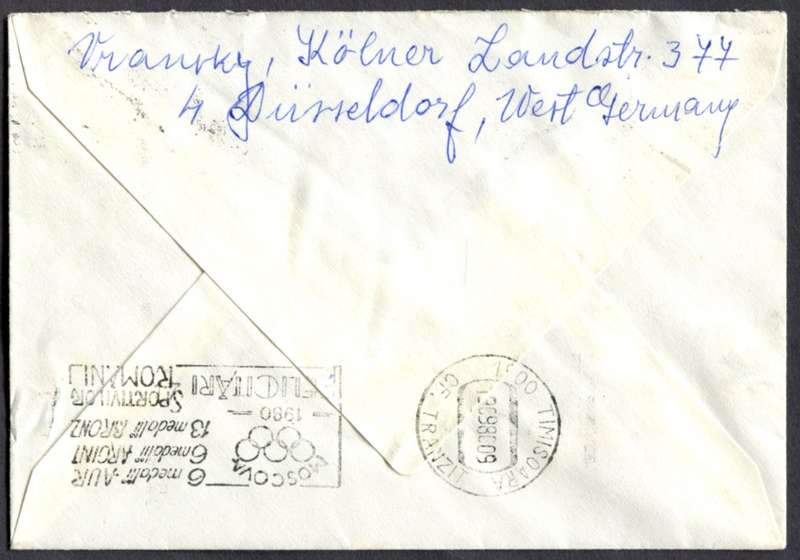 Vransky, Kölner Landstr. 377
4 Düsseldorf, West Germany
MOSCOVA
– 1980 –
FELICITĂRI
6 medalii AUR
6 medalii ARGINT
13 medalii BRONZ
SPORTIVILOR
ROMÂNI
TIMISOARA
CF. TRANZIT